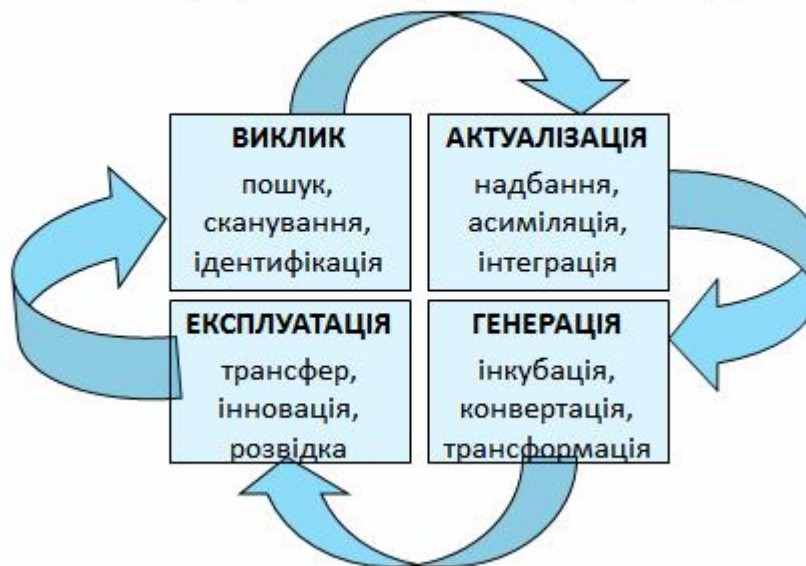 ВИКЛИК
пошук,
сканування,
ідентифікація
АКТУАЛІЗАЦІЯ
надбання,
асиміляція,
інтеграція
ЕКСПЛУАТАЦІЯ
трансфер,
інновація,
розвідка
ГЕНЕРАЦІЯ
інкубація,
конвертація,
трансформація